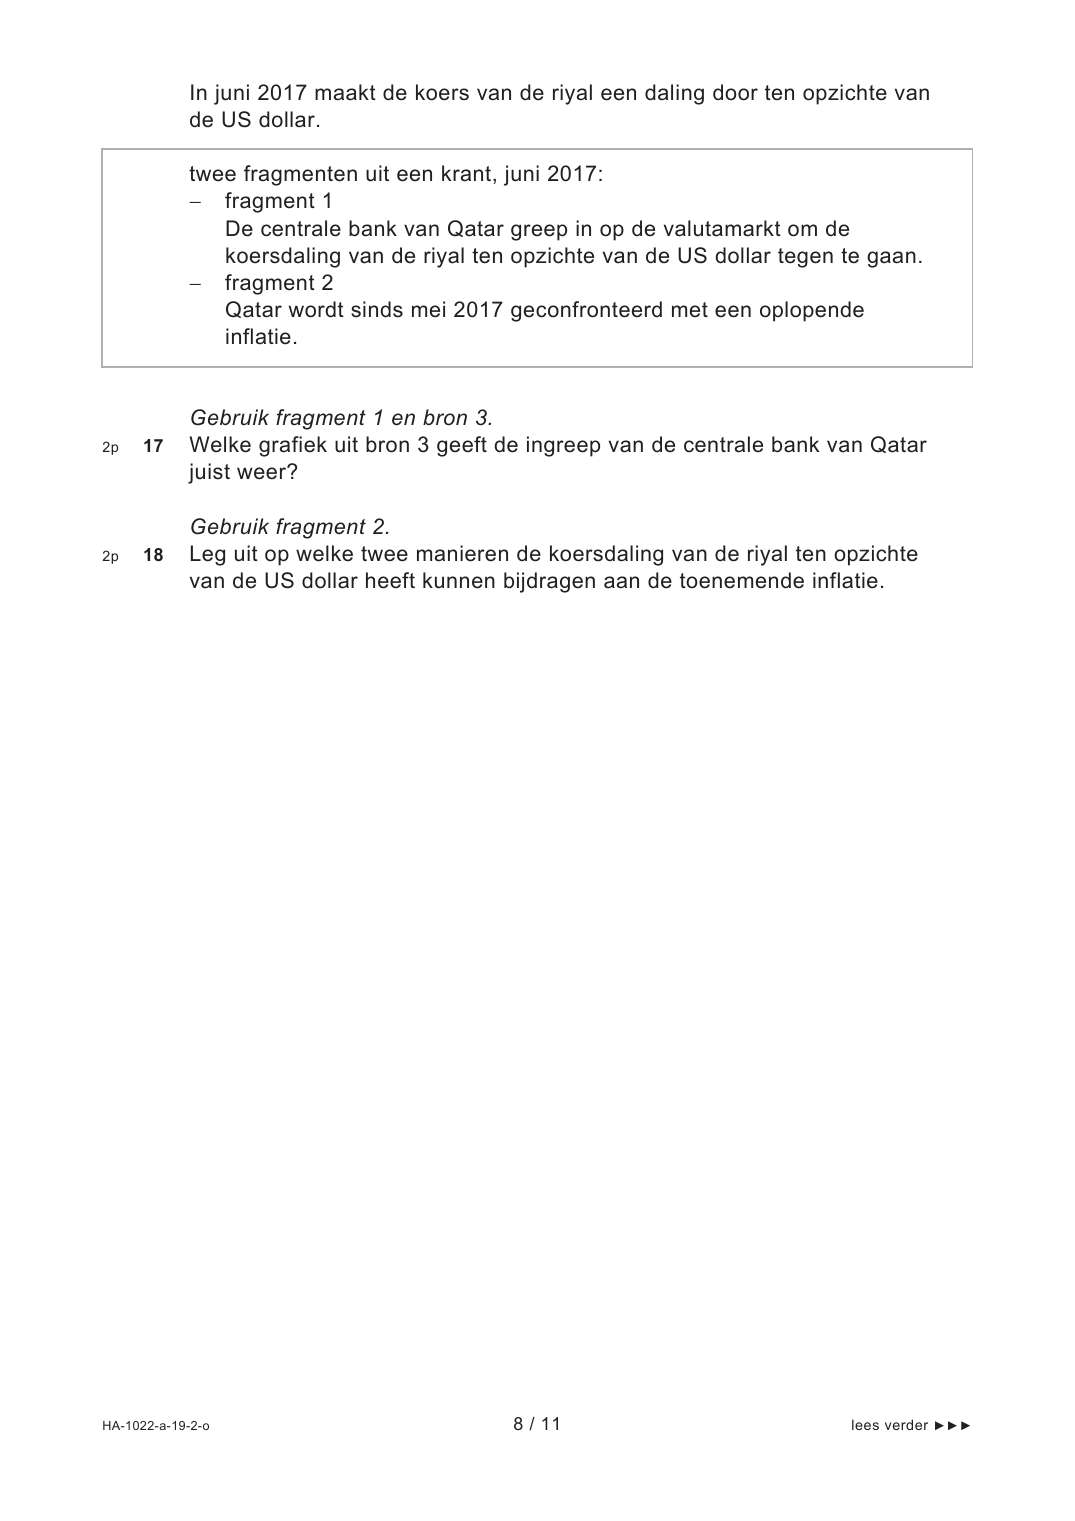 In juni 2017 maakt de koers van de riyal een daling door ten opzichte van
de US dollar.
twee fragmenten uit een krant, juni 2017:
− fragment 1
De centrale bank van Qatar greep in op de valutamarkt om de
koersdaling van de riyal ten opzichte van de US dollar tegen te gaan.
− fragment 2
Qatar wordt sinds mei 2017 geconfronteerd met een oplopende
inflatie.
Gebruik fragment 1 en bron 3.
2p 17 Welke grafiek uit bron 3 geeft de ingreep van de centrale bank van Qatar
juist weer?
Gebruik fragment 2.
2p 18 Leg uit op welke twee manieren de koersdaling van de riyal ten opzichte
van de US dollar heeft kunnen bijdragen aan de toenemende inflatie.
HA-1022-a-19-2-o 8 / 11 lees verder ►►►